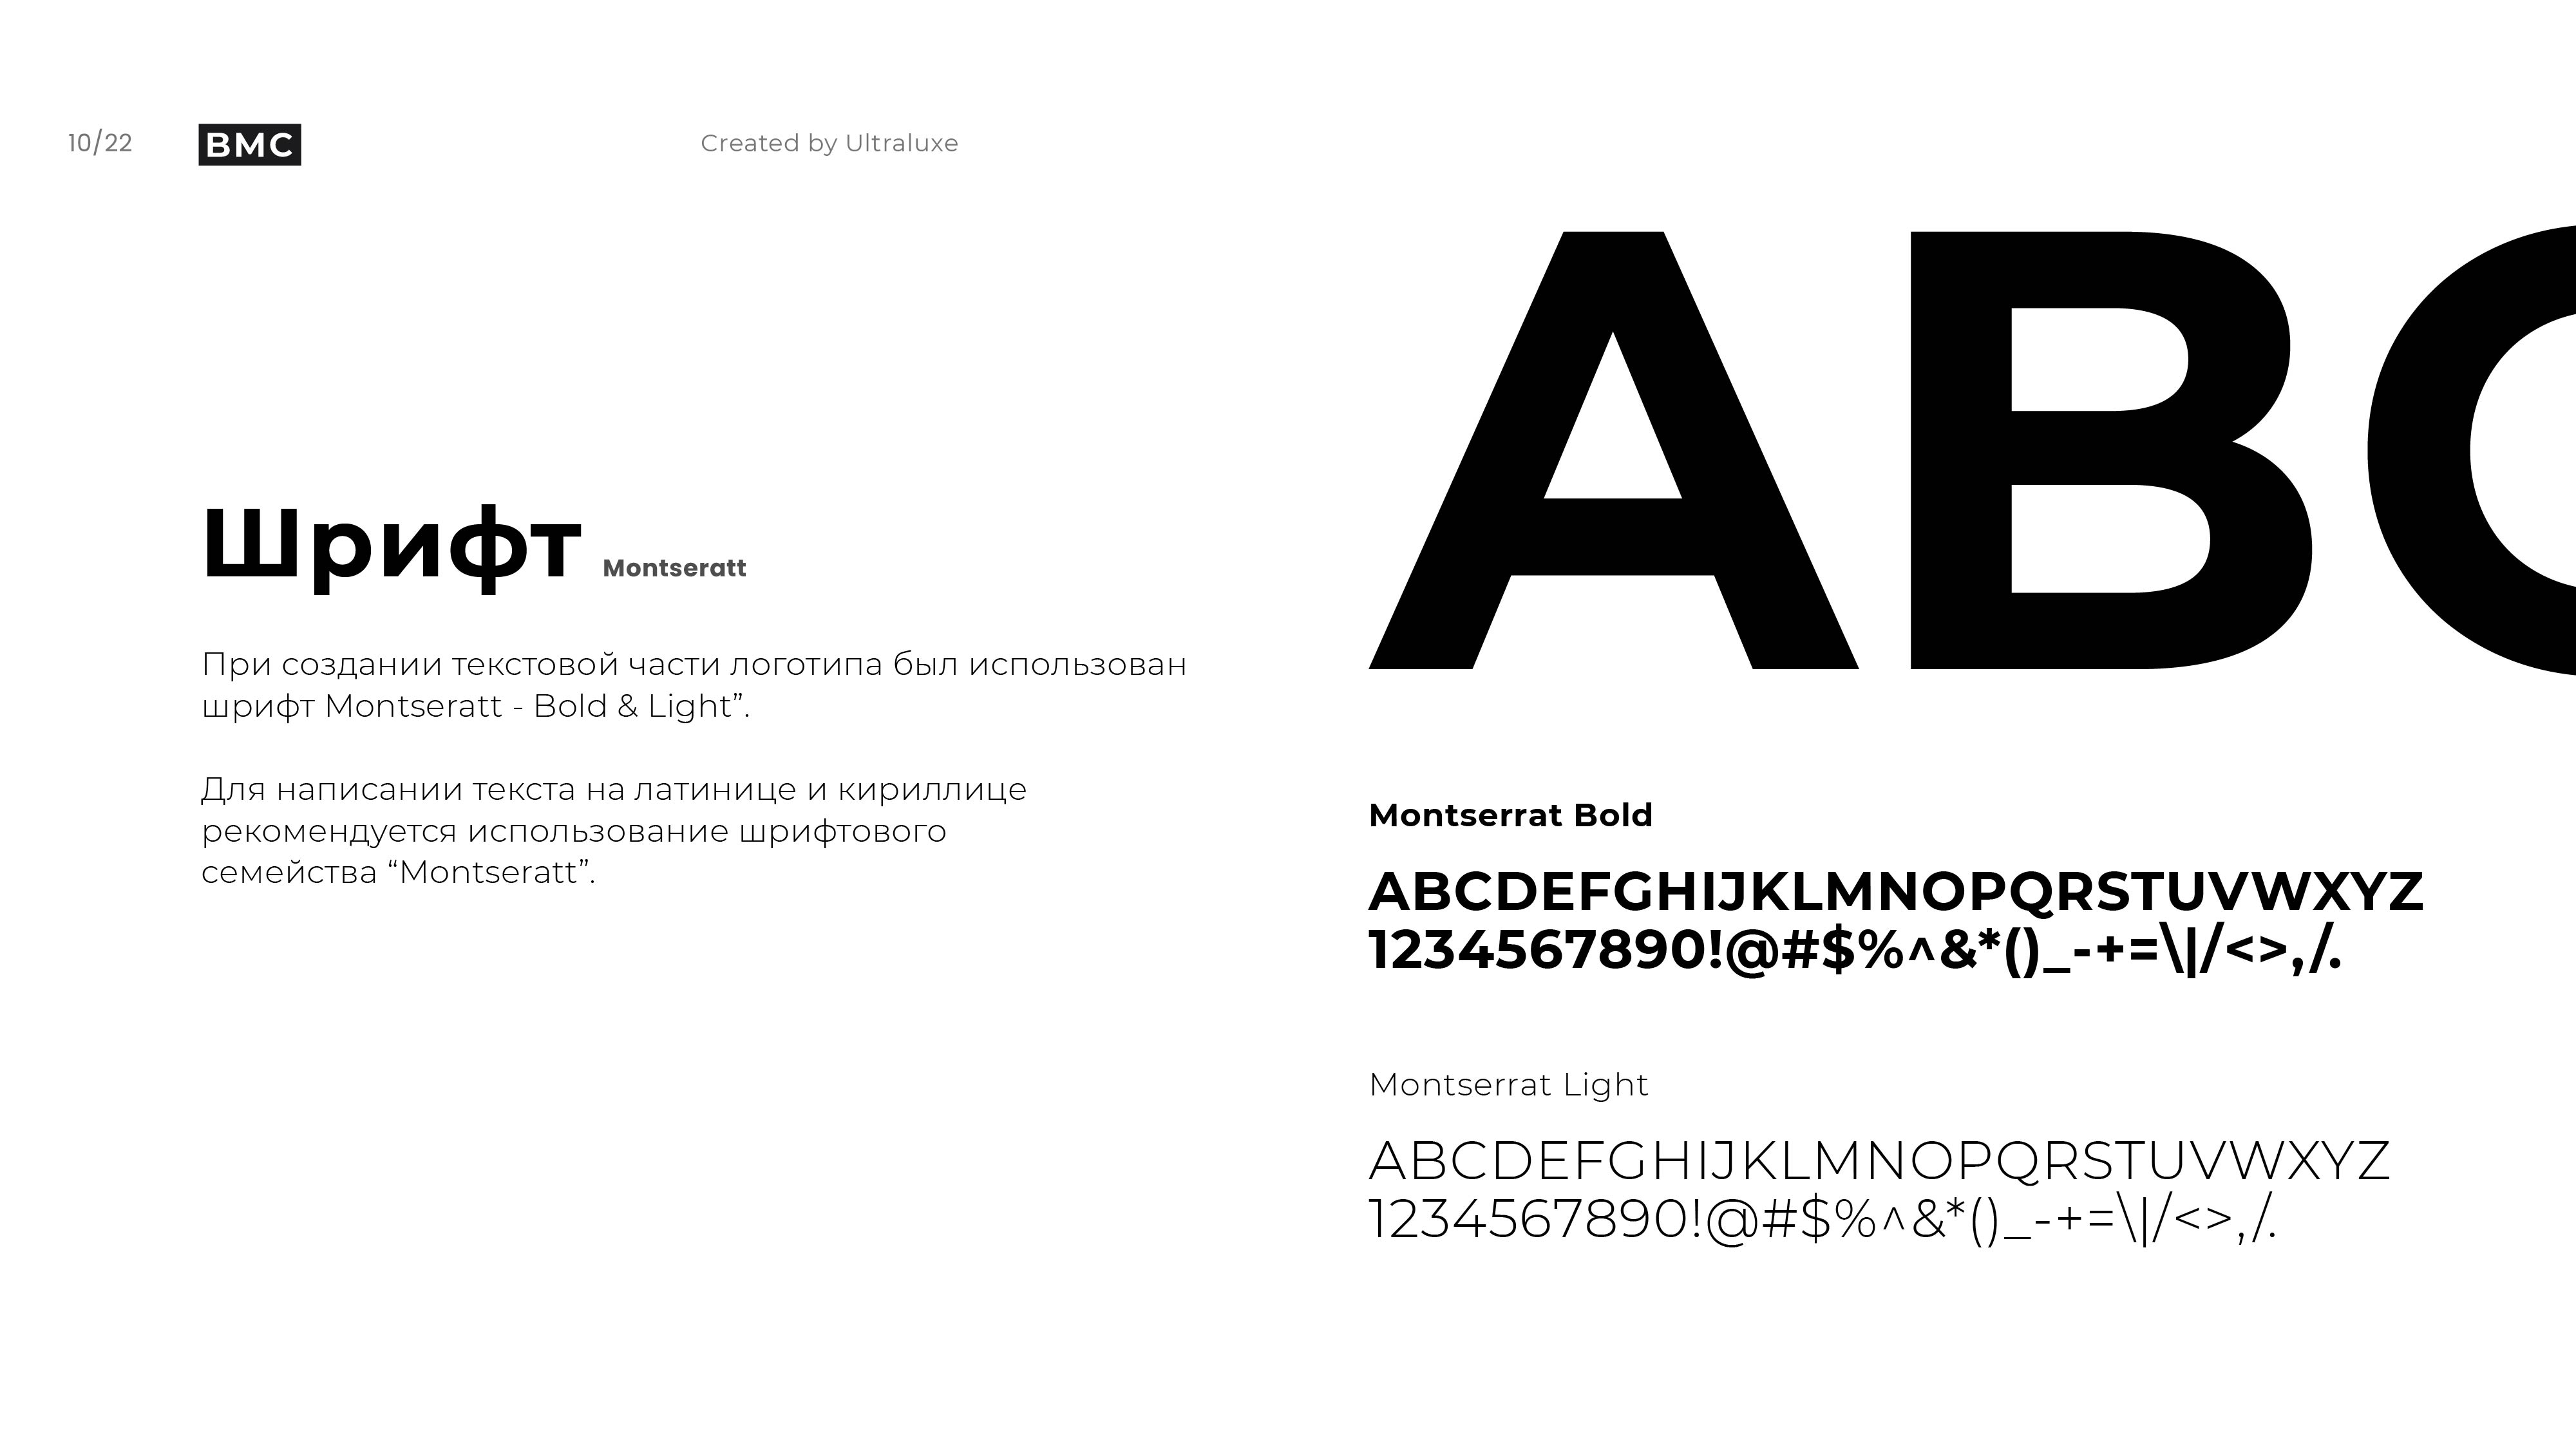 10/22
BMC
Created by Ultraluxe
ABC
Шрифт Montseratt
При создании текстовой части логотипа был использован
шрифт Montseratt - Bold & Light”.
Для написании текста на латинице и кириллице
рекомендуется использование шрифтового
семейства “Montseratt”.
Montserrat Bold
ABCDEFGHIJKLMNOPQRSTUVWXYZ
1234567890!@#$%^&*()_-+=\|/<>,/.
Montserrat Light
ABCDEFGHIJKLMNOPQRSTUVWXYZ
1234567890!@#$%^&*()_-+=\|/<>,/.